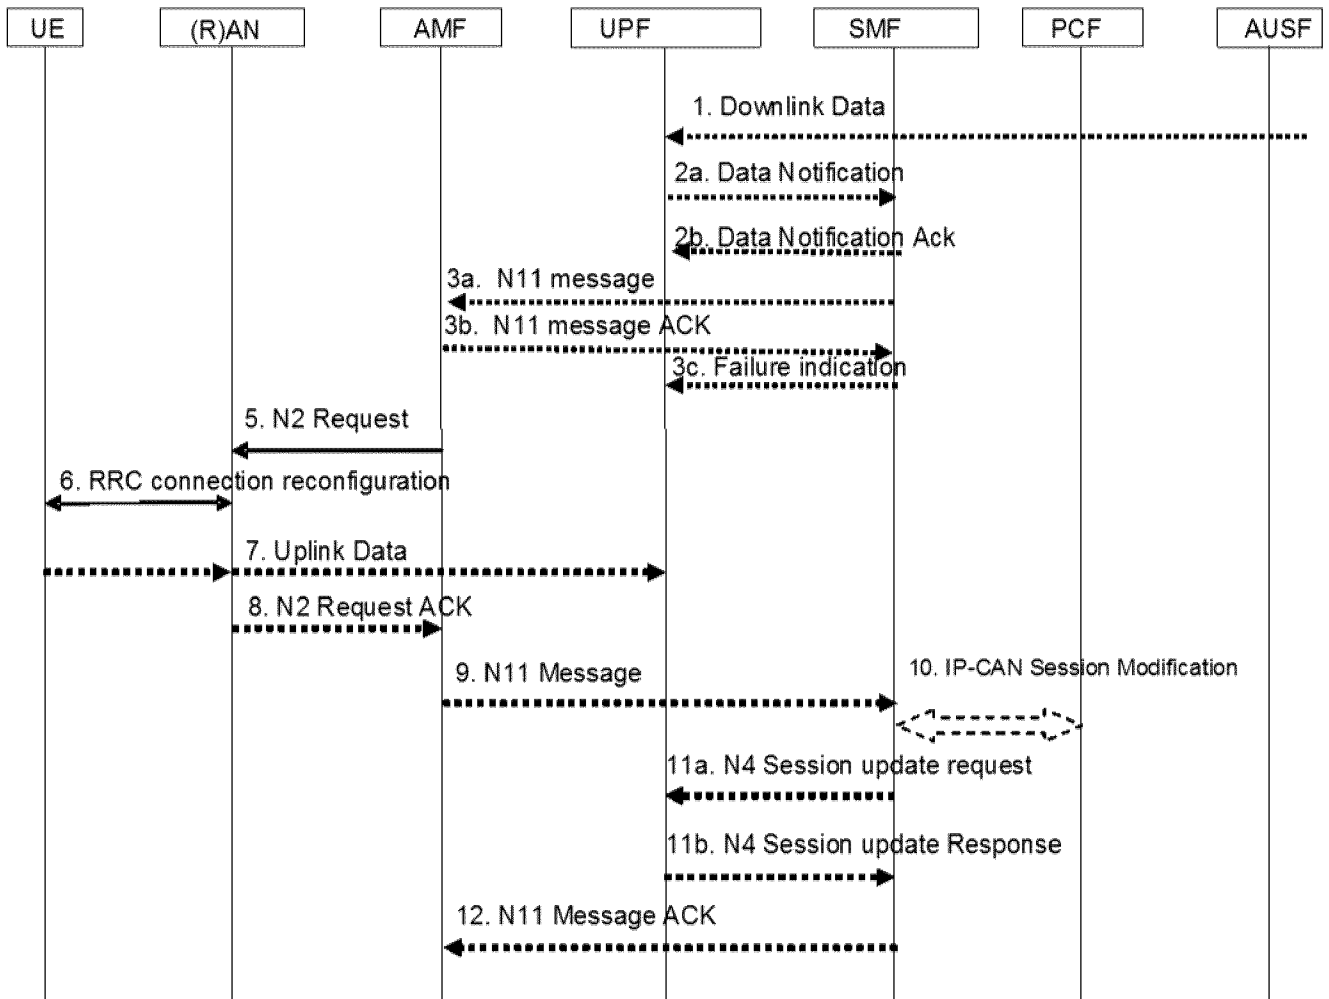 UE (R)AN AMF UPF SMF PCF AUSF
1. Downlink Data
2a. Data Notification
2b. Data Notification Ack
3a. N11 message
3b. N11 message ACK
3c. Failure indication
5. N2 Request
6. RRC connection reconfiguration
7. Uplink Data
8. N2 Request ACK
9. N11 Message
10. IP-CAN Session Modification
11a. N4 Session update request
11b. N4 Session update Response
12. N11 Message ACK